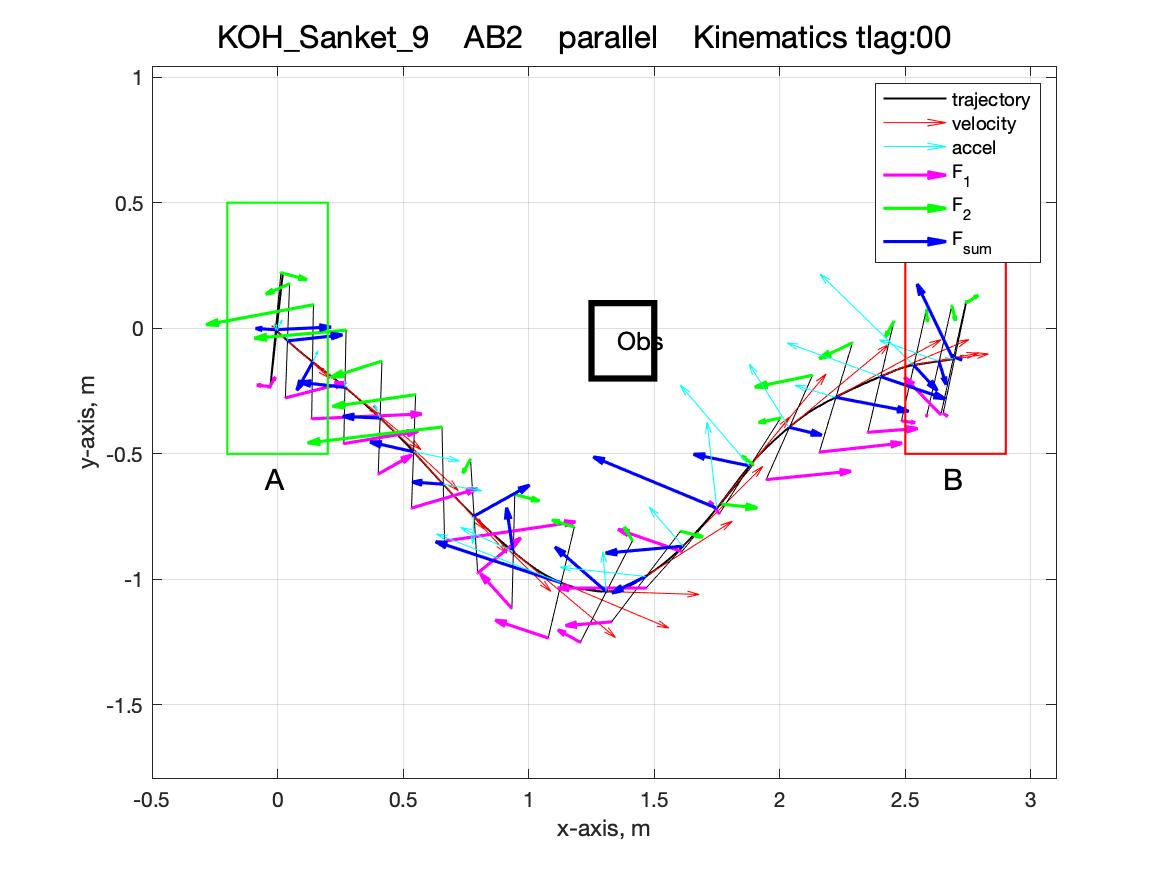 KOH_Sanket_9 AB2 parallel Kinematics tlag:00
trajectory
velocity
accel
F1
F2
Fsum
1
0.5
0
-0.5
-1
-1.5
y-axis, m
A
Obs
B
-0.5 0 0.5 1 1.5 2 2.5 3
x-axis, m